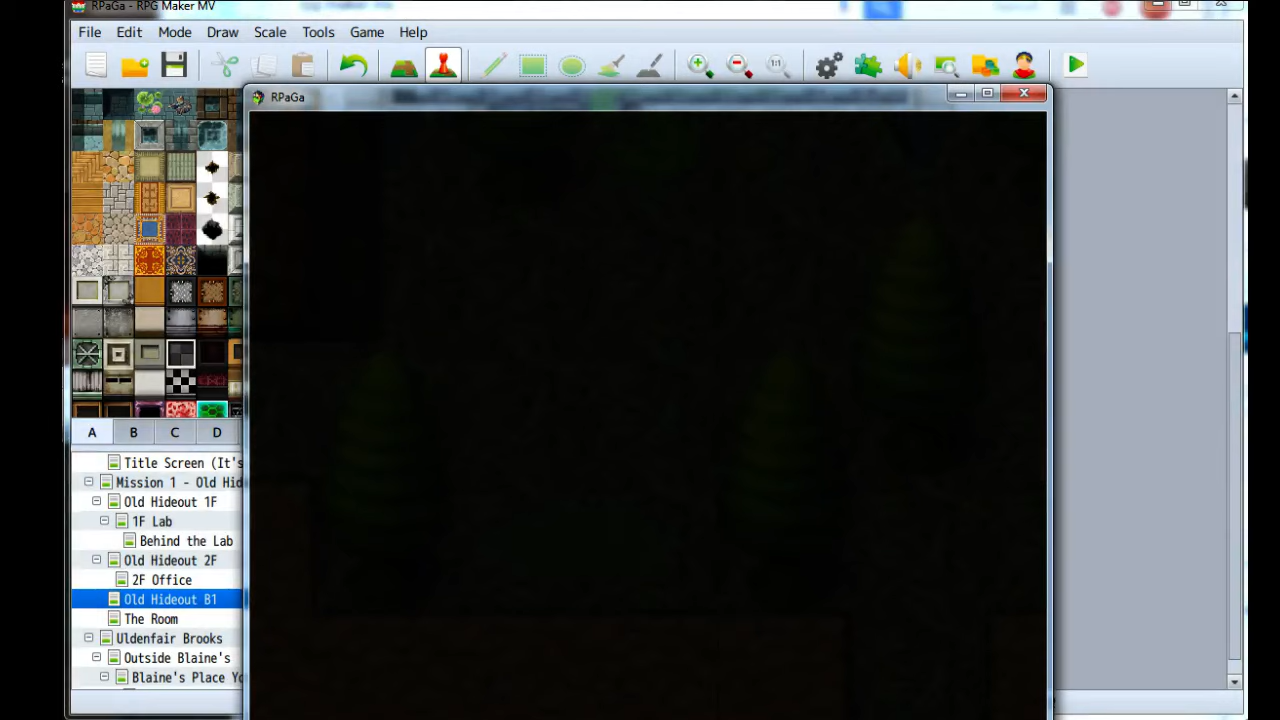 RPaGa - RPG Maker MV
File Edit Mode Draw Scale Tools Game Help
1:1
RPaGa
A B C D
Title Screen (It's
Mission 1 - Old Hid
Old Hideout 1F
1F Lab
Behind the Lab
Old Hideout 2F
2F Office
Old Hideout B1
The Room
Uldenfair Brooks
Outside Blaine's
Blaine's Place Yo